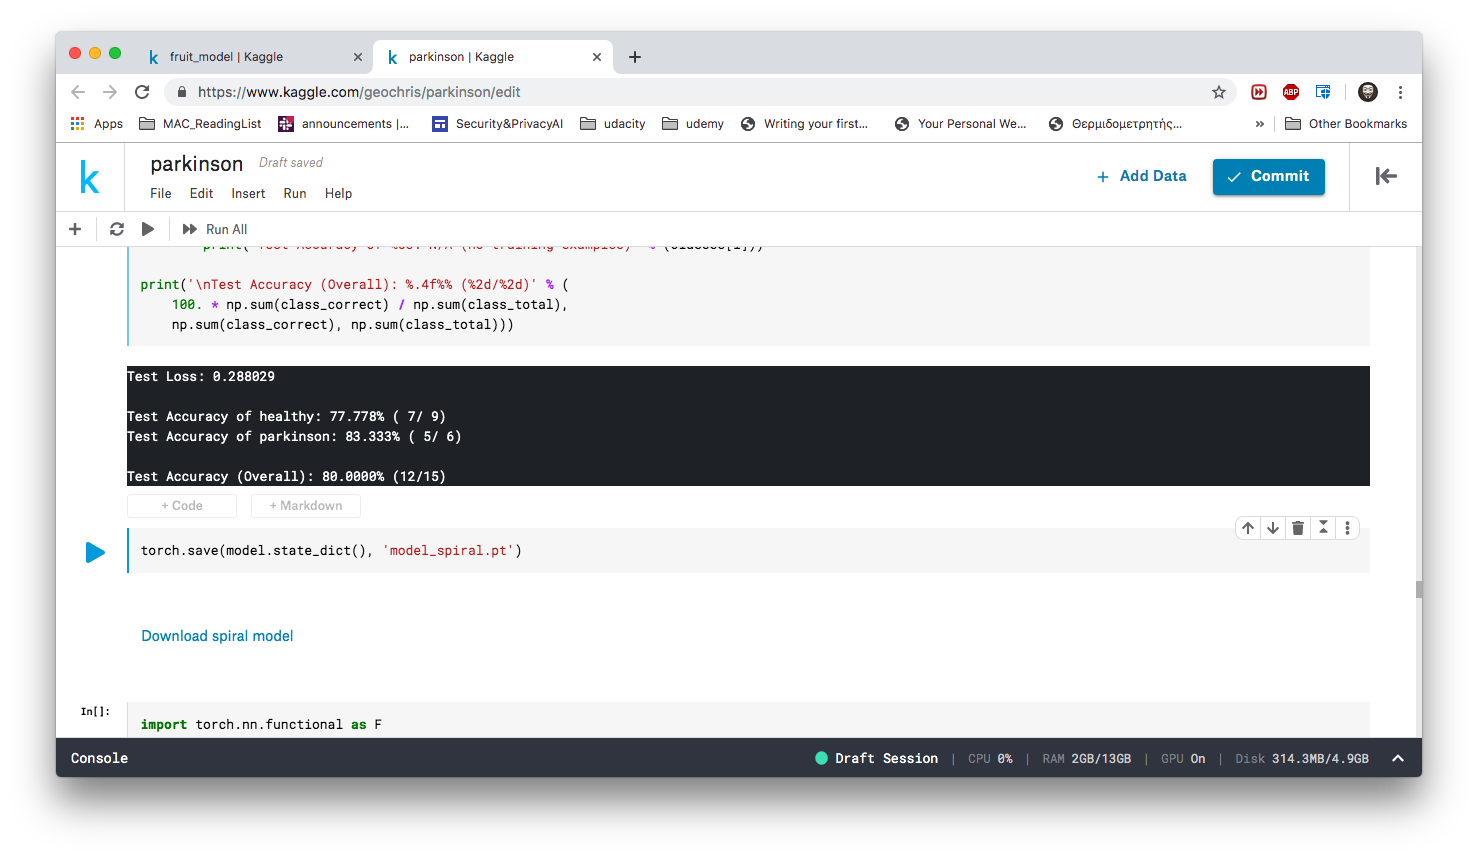 fruit_model | Kaggle
parkinson | Kaggle
https://www.kaggle.com/geochris/parkinson/edit
ABP
Apps
MAC_ReadingList
announcements |...
Security&PrivacyAI
udacity
udemy
Writing your first...
Your Personal We...
Θερμιδομετρητής...
»
Other Bookmarks
k
parkinson
Draft saved
File Edit Insert Run Help
+ Add Data
Commit
Run All
print('\nTest Accuracy (Overall): %.4f%% (%2d/%2d)' % (
100. * np.sum(class_correct) / np.sum(class_total),
np.sum(class_correct), np.sum(class_total)))
Test Loss: 0.288029
Test Accuracy of healthy: 77.778% ( 7/ 9)
Test Accuracy of parkinson: 83.333% ( 5/ 6)
Test Accuracy (Overall): 80.0000% (12/15)
+ Code
+ Markdown
torch.save(model.state_dict(), 'model_spiral.pt')
Download spiral model
In[]:
import torch.nn.functional as F
Console
Draft Session | CPU 0% | RAM 2GB/13GB | GPU On | Disk 314.3MB/4.9GB